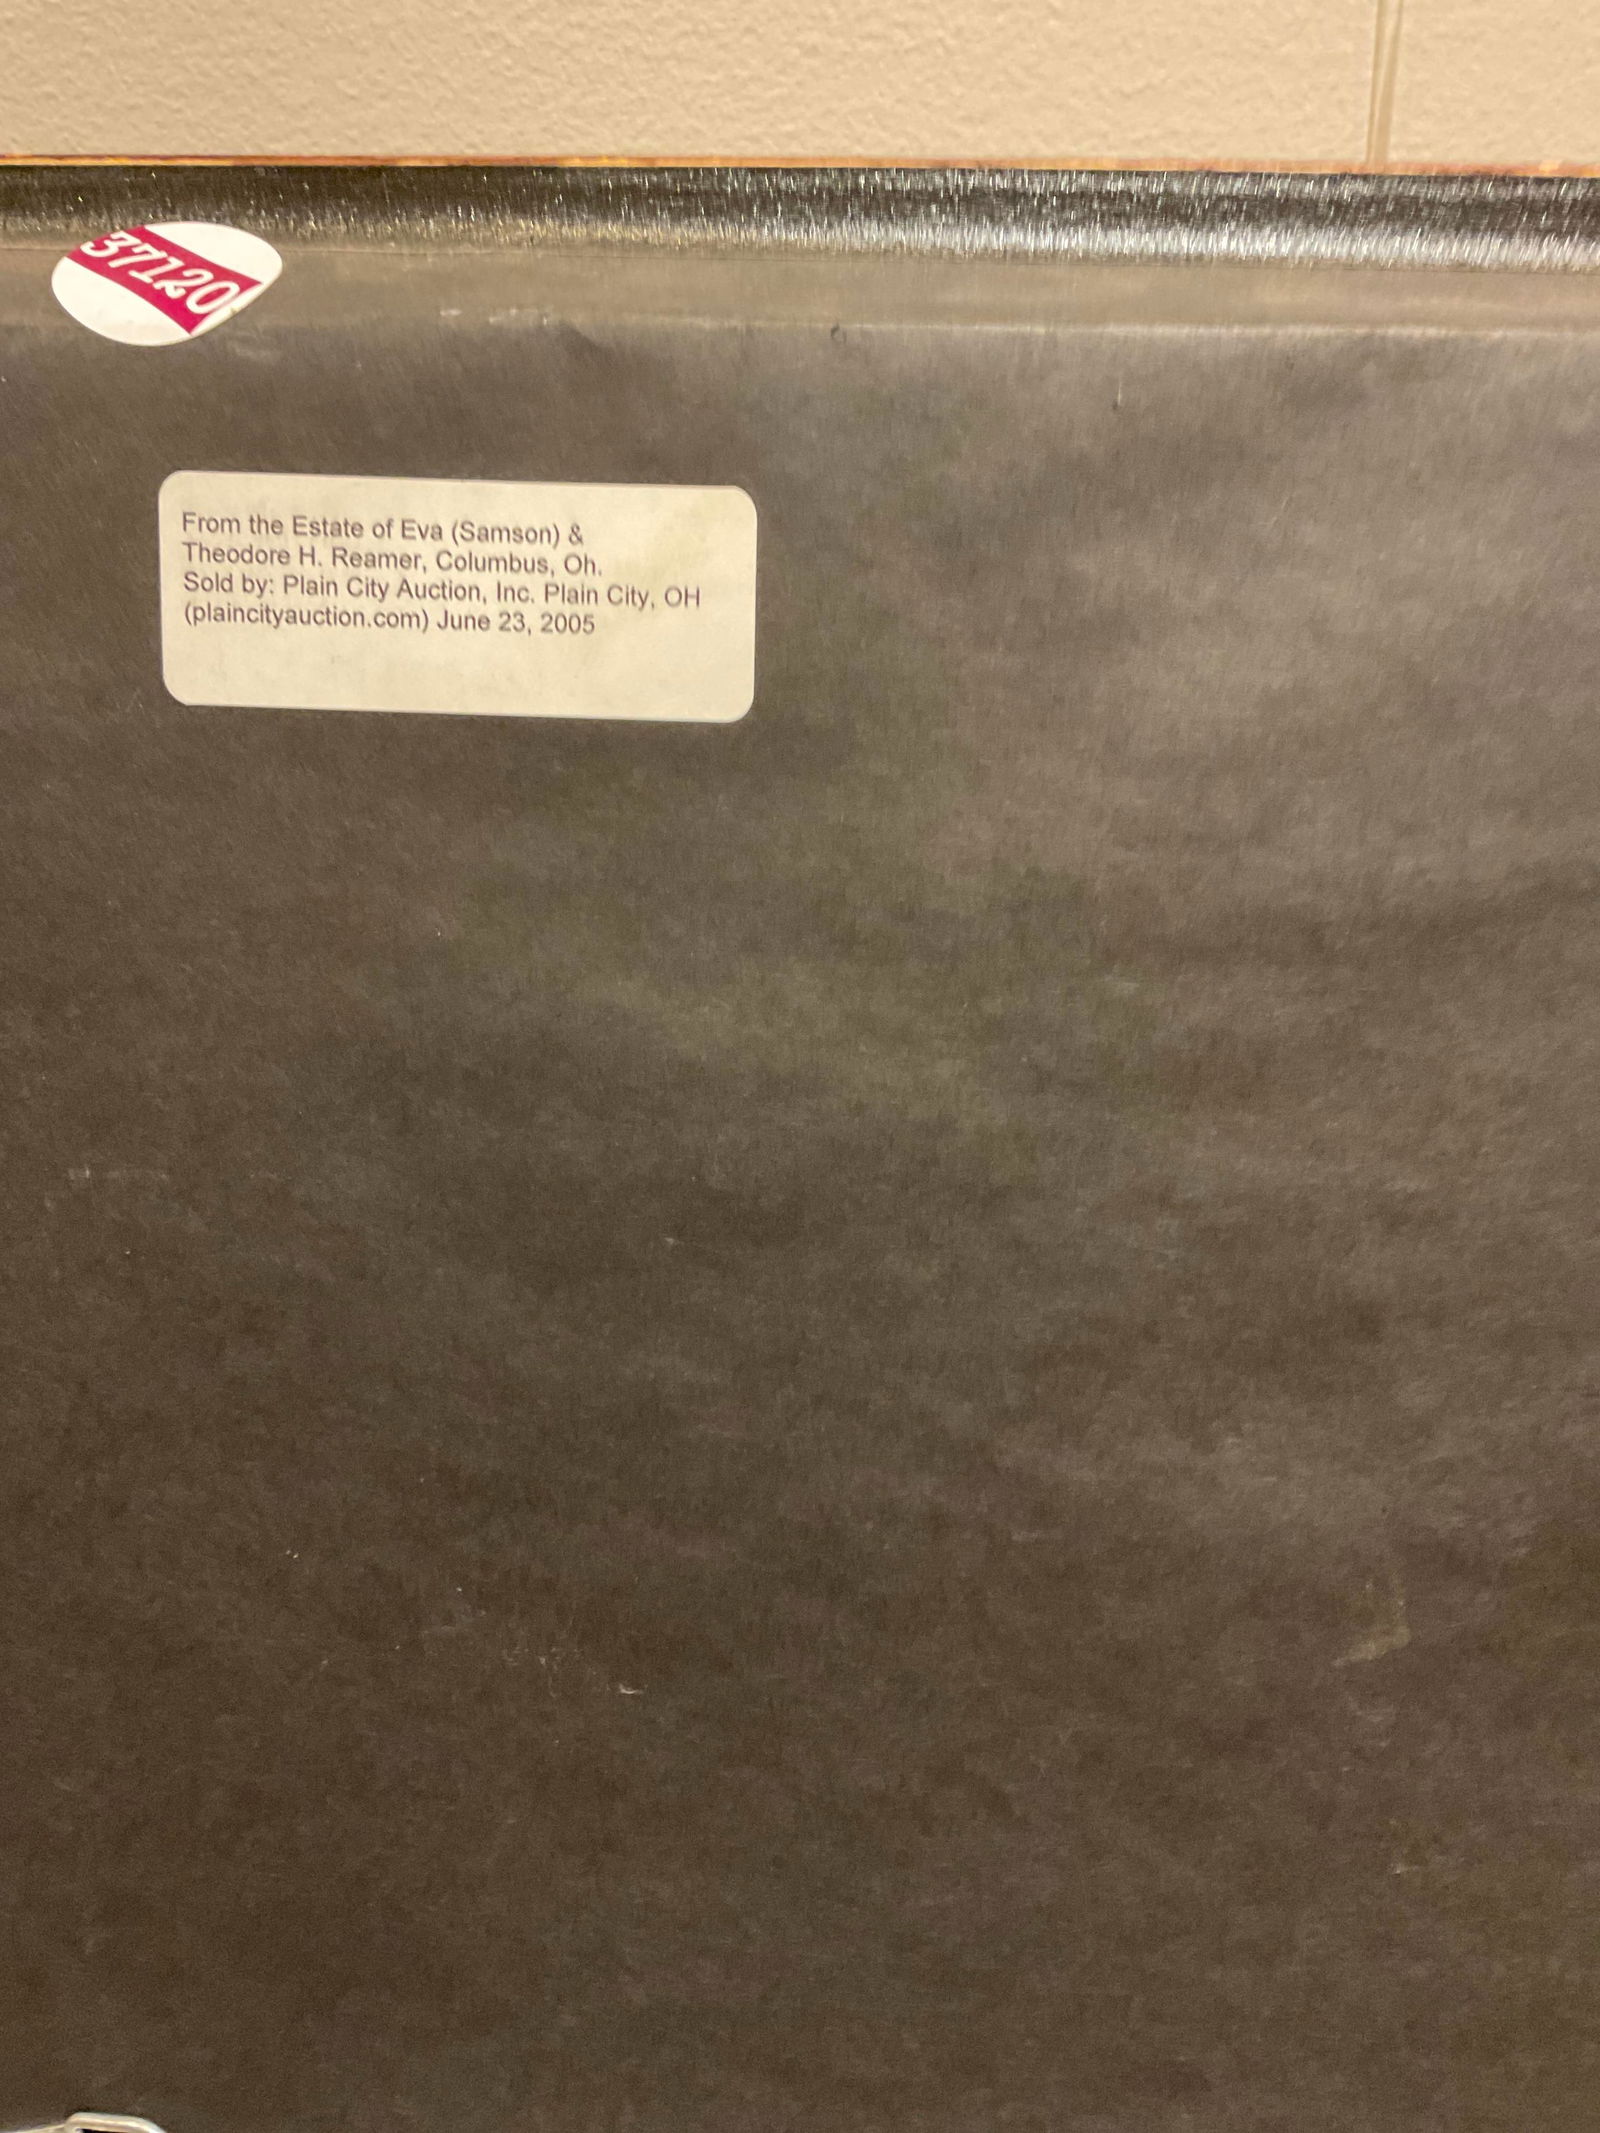 37120
From the Estate of Eva (Samson) &
Theodore H. Reamer, Columbus, Oh.
Sold by: Plain City Auction, Inc. Plain City, OH
(plaincityauction.com) June 23, 2005